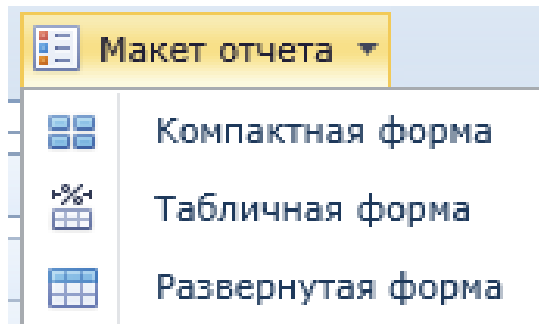 Макет отчета
Компактная форма
Табличная форма
Развернутая форма